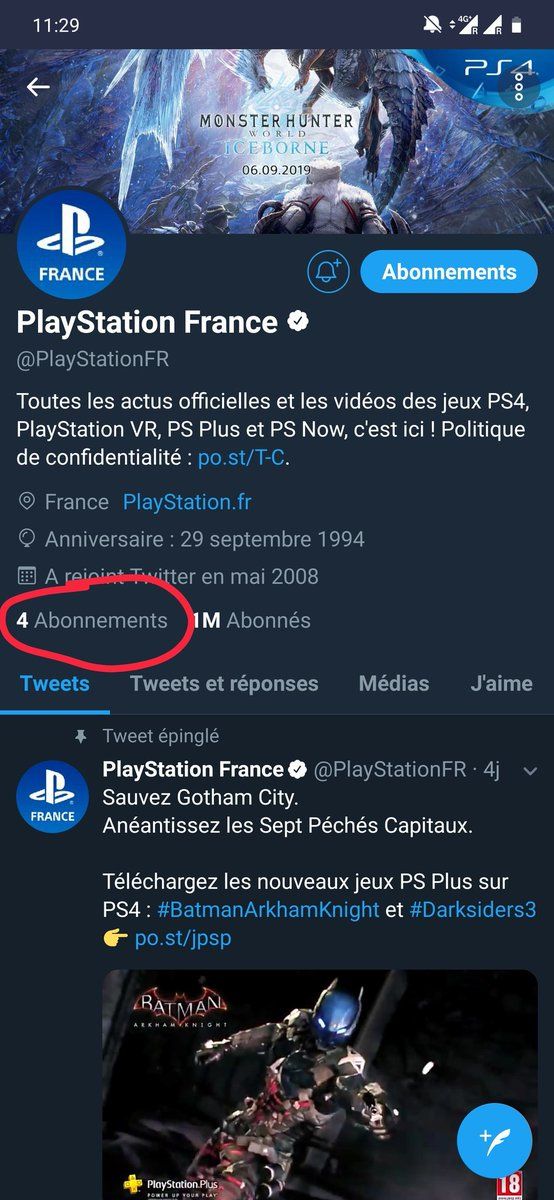 11:29
4G+
R
R
PS4
MONSTER HUNTER
WORLD
ICEBORNE
06.09.2019
FRANCE
Abonnements
PlayStation France
@PlayStationFR
Toutes les actus officielles et les vidéos des jeux PS4,
PlayStation VR, PS Plus et PS Now, c'est ici ! Politique
de confidentialité : po.st/T-C.
France PlayStation.fr
Anniversaire : 29 septembre 1994
A rejoint Twitter en mai 2008
4 Abonnements 1M Abonnés
Tweets Tweets et réponses Médias J'aime
Tweet épinglé
PlayStation France @PlayStationFR · 4j
FRANCE
Sauvez Gotham City.
Anéantissez les Sept Péchés Capitaux.
Téléchargez les nouveaux jeux PS Plus sur
PS4 : #BatmanArkhamKnight et #Darksiders3
👉 po.st/jpsp
BATMAN
ARKHAM KNIGHT
PlayStation.Plus
POWER UP YOUR PLAY
18